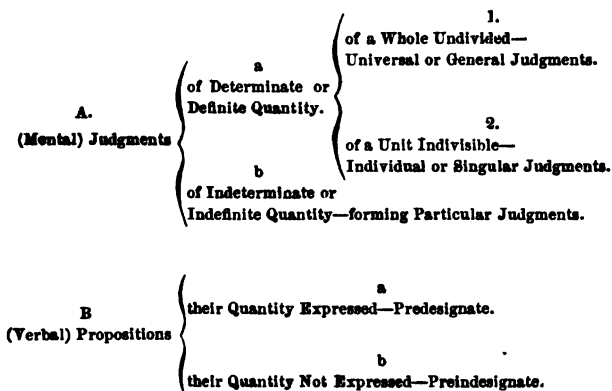 1.
of a Whole Undivided—
Universal or General Judgments.
a
of Determinate or
Definite Quantity.
A.
(Mental) Judgments
2.
of a Unit Indivisible—
Individual or Singular Judgments.
b
of Indeterminate or
Indefinite Quantity—forming Particular Judgments.
a
their Quantity Expressed—Predesignate.
B
(Verbal) Propositions
b
their Quantity Not Expressed—Preindesignate.